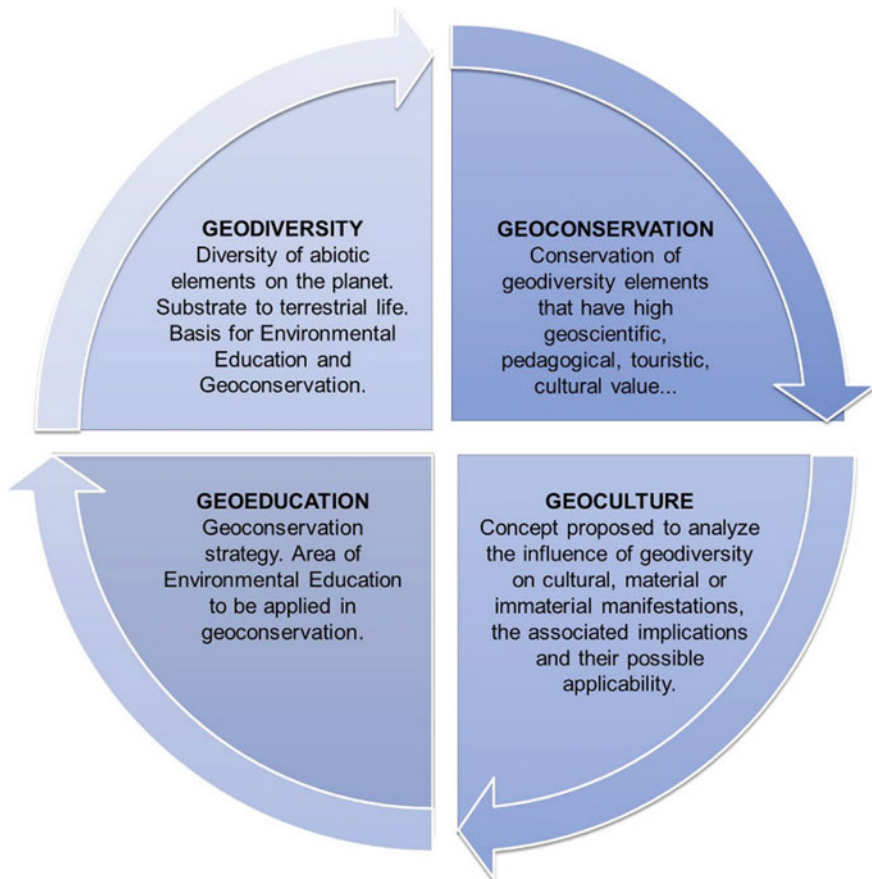 GEODIVERSITY
Diversity of abiotic
elements on the planet.
Substrate to terrestrial life.
Basis for Environmental
Education and
Geoconservation.
GEOCONSERVATION
Conservation of
geodiversity elements
that have high
geoscientific,
pedagogical, touristic,
cultural value...
GEOEDUCATION
Geoconservation
strategy. Area of
Environmental Education
to be applied in
geoconservation.
GEOCULTURE
Concept proposed to analyze
the influence of geodiversity
on cultural, material or
immaterial manifestations,
the associated implications
and their possible
applicability.